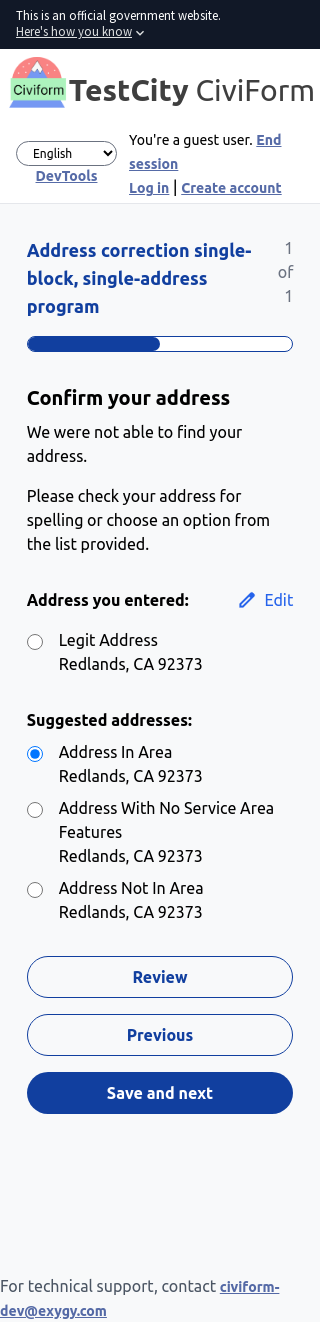 This is an official government website.
Here's how you know
Civiform
TestCity CiviForm
English
DevTools
You're a guest user. End
session
Log in | Create account
Address correction single-
block, single-address
program
1
of
1
Confirm your address
We were not able to find your
address.
Please check your address for
spelling or choose an option from
the list provided.
Address you entered:
Edit
Legit Address
Redlands, CA 92373
Suggested addresses:
Address In Area
Redlands, CA 92373
Address With No Service Area
Features
Redlands, CA 92373
Address Not In Area
Redlands, CA 92373
Review
Previous
Save and next
For technical support, contact civiform-
dev@exygy.com